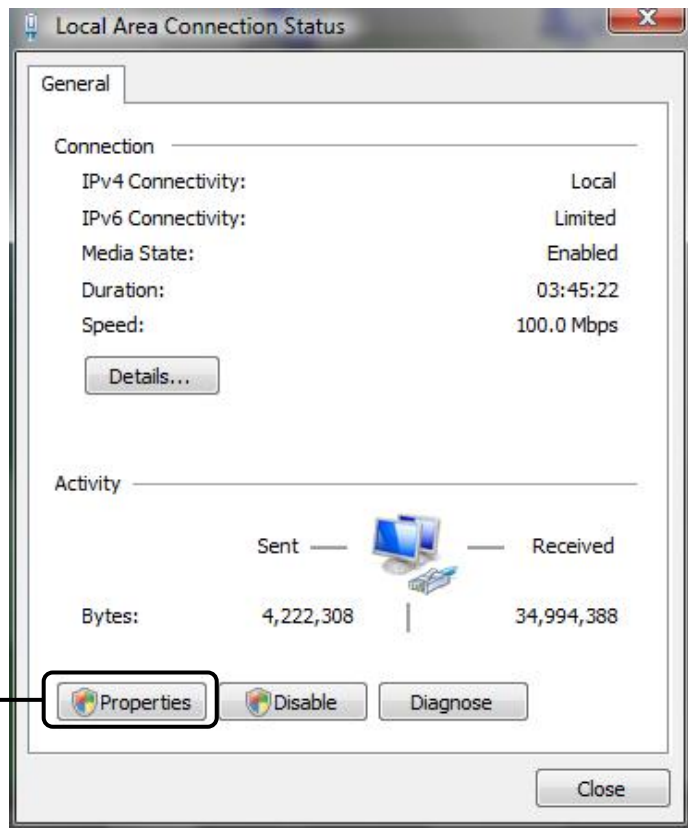 Local Area Connection Status
General
Connection
IPv4 Connectivity: Local
IPv6 Connectivity: Limited
Media State: Enabled
Duration: 03:45:22
Speed: 100.0 Mbps
Details...
Activity
Sent Received
Bytes: 4,222,308 34,994,388
Properties Disable Diagnose
Close